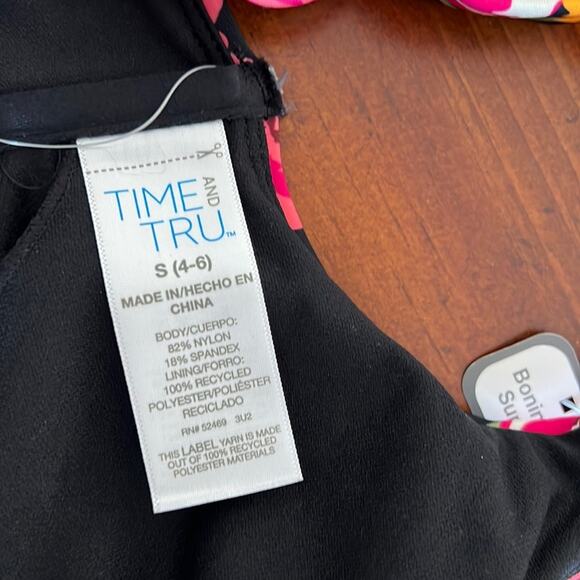 TIME AND
TRU™
S (4-6)
MADE IN/HECHO EN
CHINA
BODY/CUERPO:
82% NYLON
18% SPANDEX
LINING/FORRO:
100% RECYCLED
POLYESTER/POLIÉSTER
RECICLADO
RN# 52469 3U2
THIS LABEL YARN IS MADE
OUT OF 100% RECYCLED
POLYESTER MATERIALS